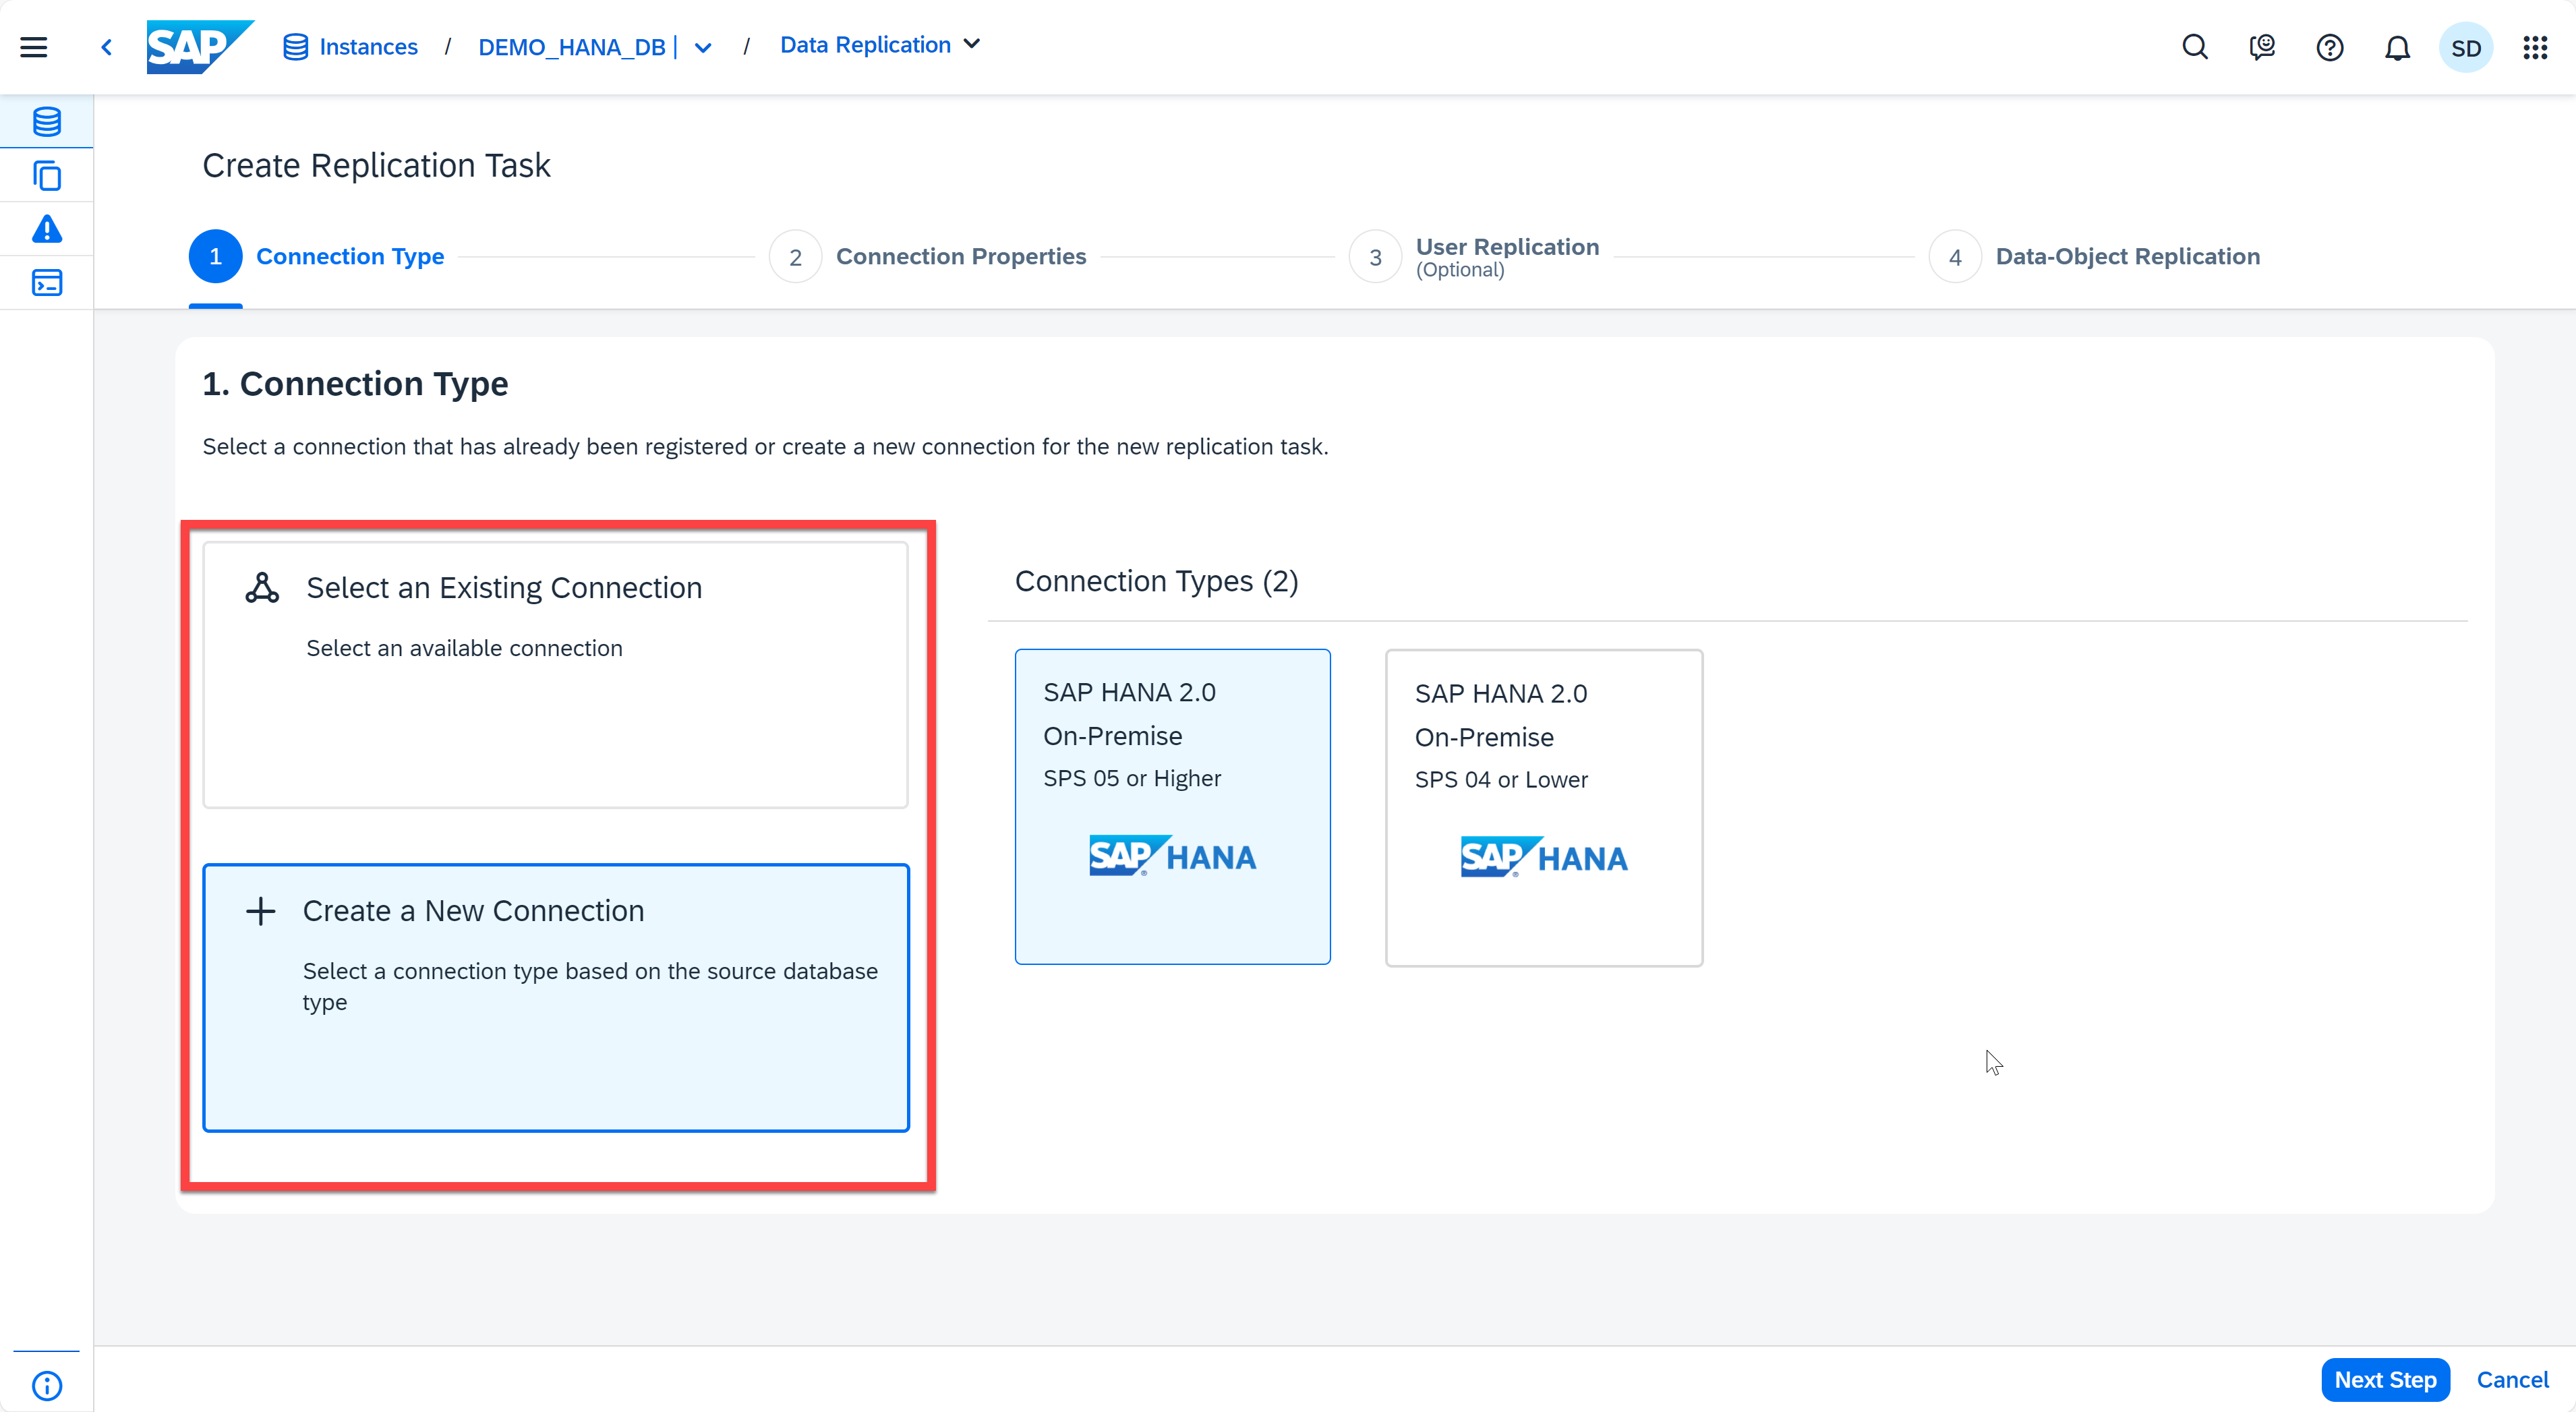 SAP Instances / DEMO_HANA_DB | / Data Replication
SD
Create Replication Task
1 Connection Type
2 Connection Properties
3 User Replication
(Optional)
4 Data-Object Replication
1. Connection Type
Select a connection that has already been registered or create a new connection for the new replication task.
Select an Existing Connection
Select an available connection
Create a New Connection
Select a connection type based on the source database
type
Connection Types (2)
SAP HANA 2.0
On-Premise
SPS 05 or Higher
SAP® HANA
SAP HANA 2.0
On-Premise
SPS 04 or Lower
SAP® HANA
Next Step
Cancel